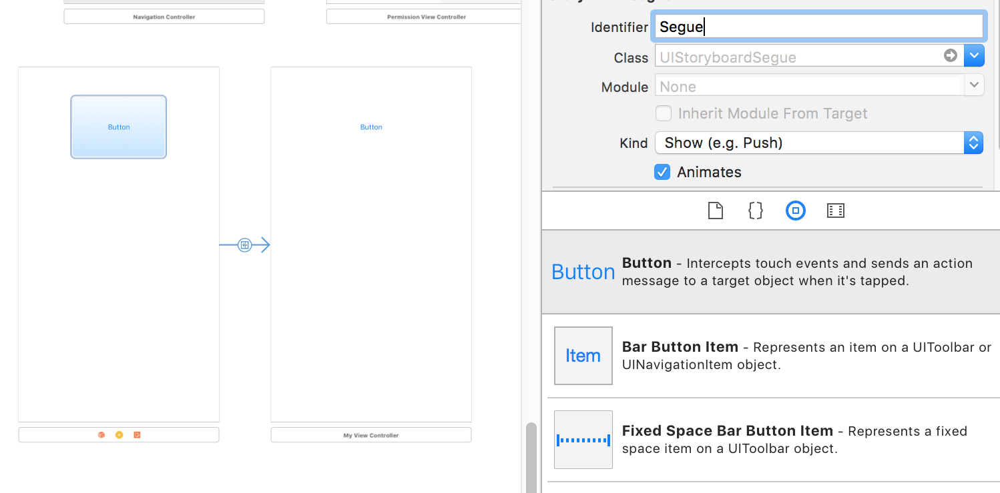 Navigation Controller
Permission View Controller
Button
Button
My View Controller
Identifier Segue
Class UIStoryboardSegue
Module None
Inherit Module From Target
Kind Show (e.g. Push)
Animates
Button Button - Intercepts touch events and sends an action
message to a target object when it's tapped.
Item Bar Button Item - Represents an item on a UIToolbar or
UINavigationItem object.
Fixed Space Bar Button Item - Represents a fixed
space item on a UIToolbar object.